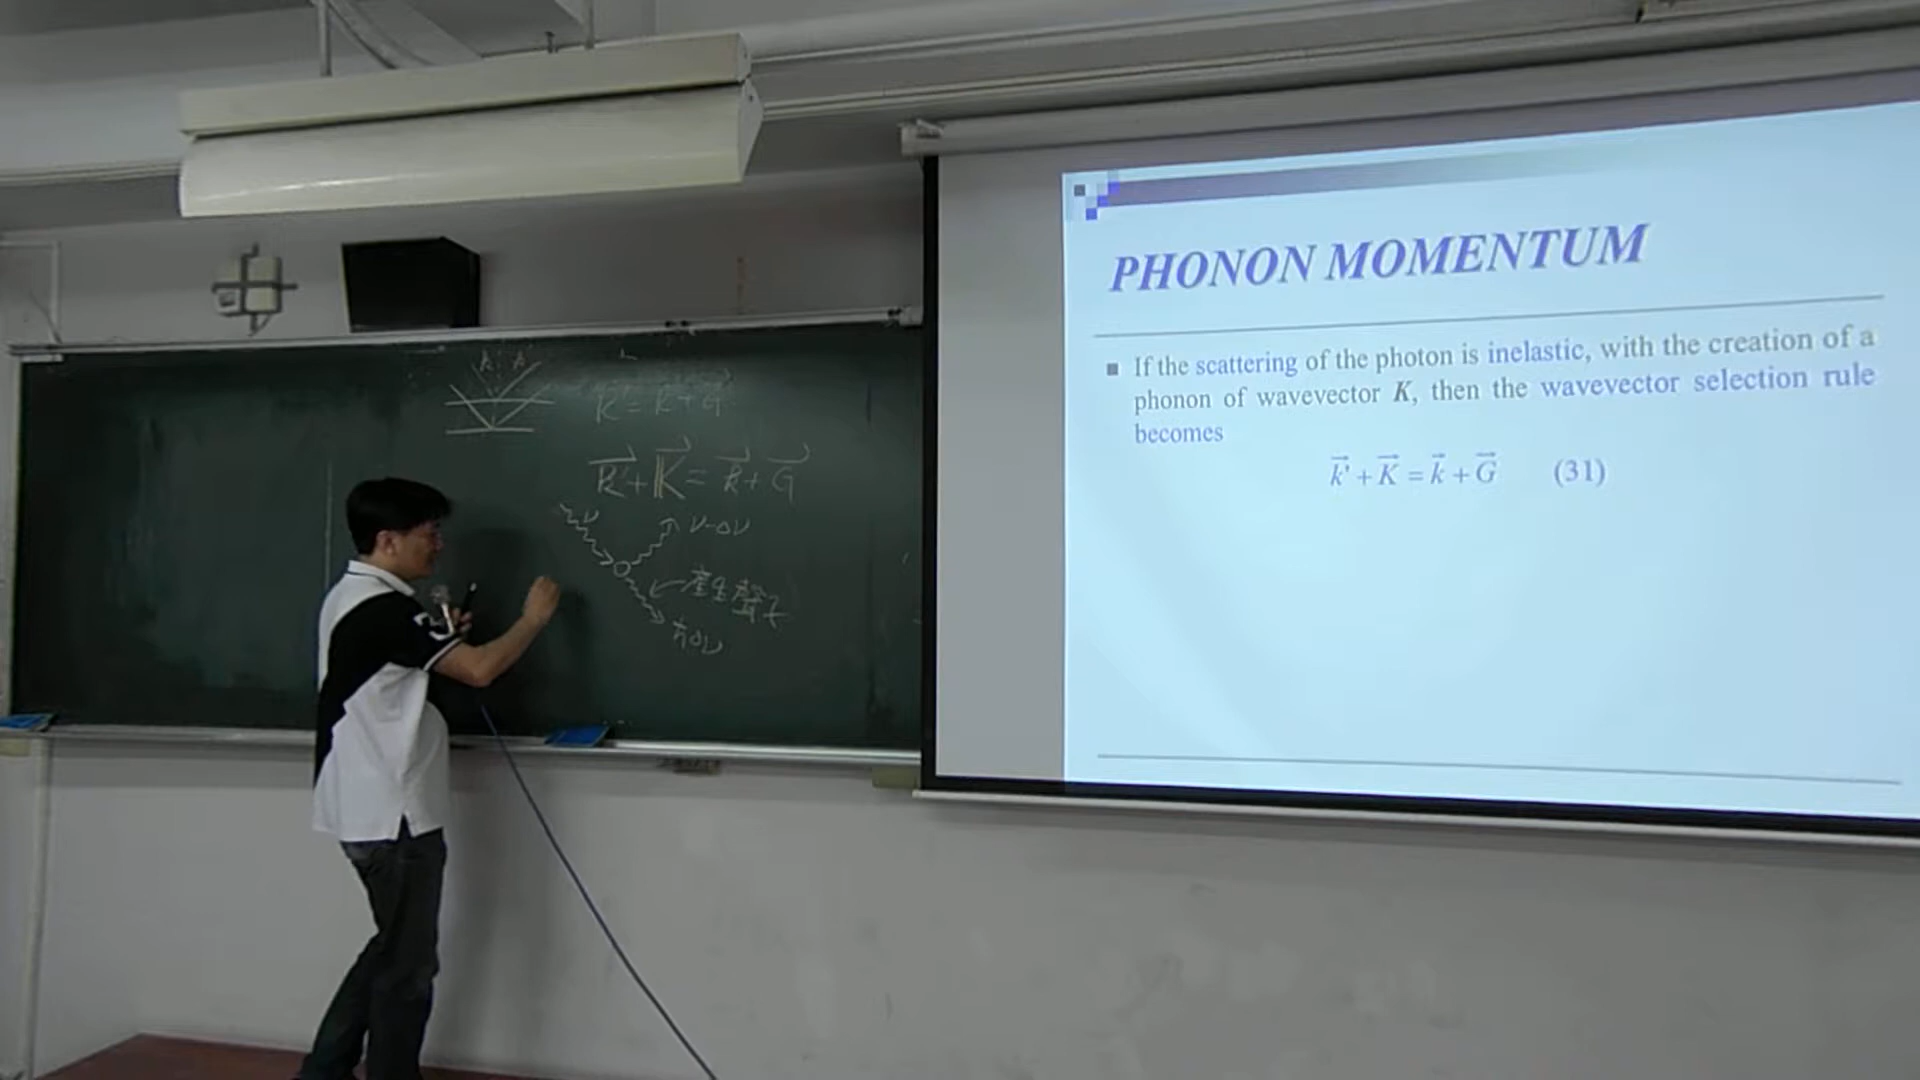 k k'
k⃗' = k⃗ + G⃗
k⃗' + K⃗ = k⃗ + G⃗
ν
ν-Δν
產生聲子
ℏΔν
PHONON MOMENTUM
If the scattering of the photon is inelastic, with the creation of a
phonon of wavevector K, then the wavevector selection rule
becomes
k⃗' + K⃗ = k⃗ + G⃗ (31)